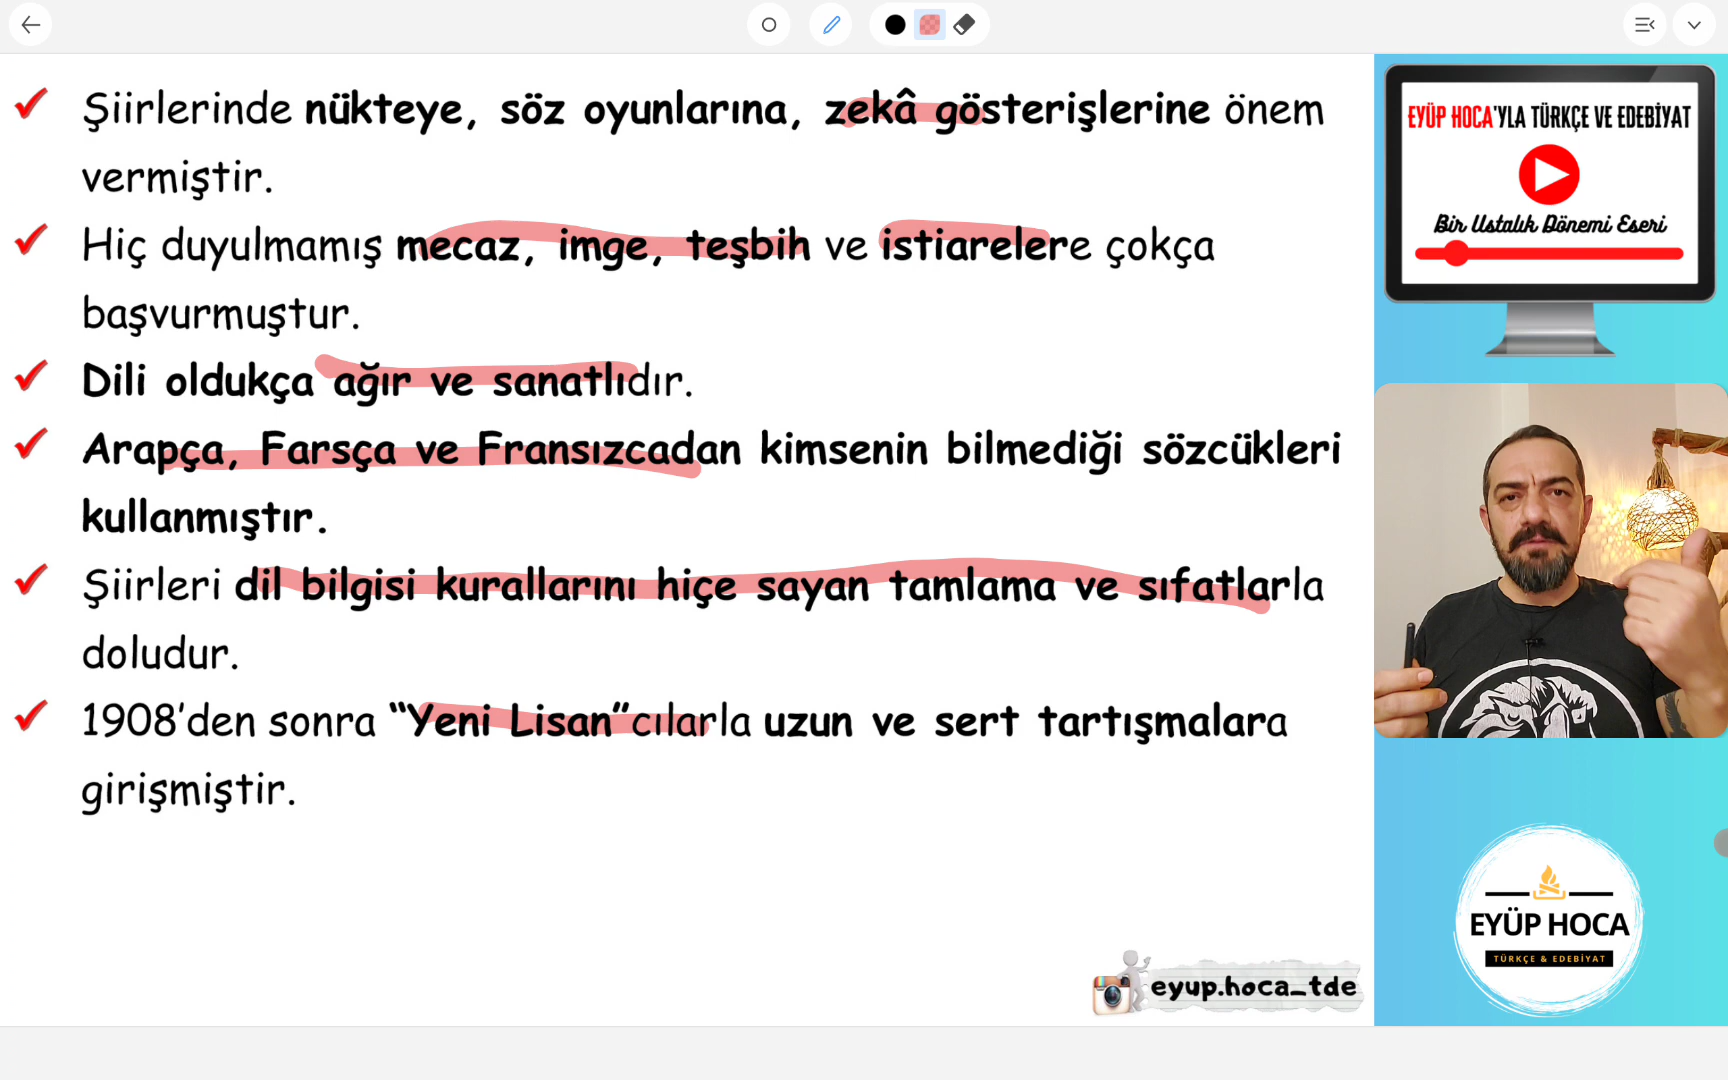 Şiirlerinde nükteye, söz oyunlarına, zekâ gösterişlerine önem
vermiştir.
Hiç duyulmamış mecaz, imge, teşbih ve istiarelere çokça
başvurmuştur.
Dili oldukça ağır ve sanatlıdır.
Arapça, Farsça ve Fransızcadan kimsenin bilmediği sözcükleri
kullanmıştır.
Şiirleri dil bilgisi kurallarını hiçe sayan tamlama ve sıfatlarla
doludur.
1908’den sonra “Yeni Lisan”cılarla uzun ve sert tartışmalara
girişmiştir.
eyup.hoca_tde
EYÜP HOCA'YLA TÜRKÇE VE EDEBİYAT
Bir Ustalık Dönemi Eseri
EYÜP HOCA
TÜRKÇE & EDEBİYAT